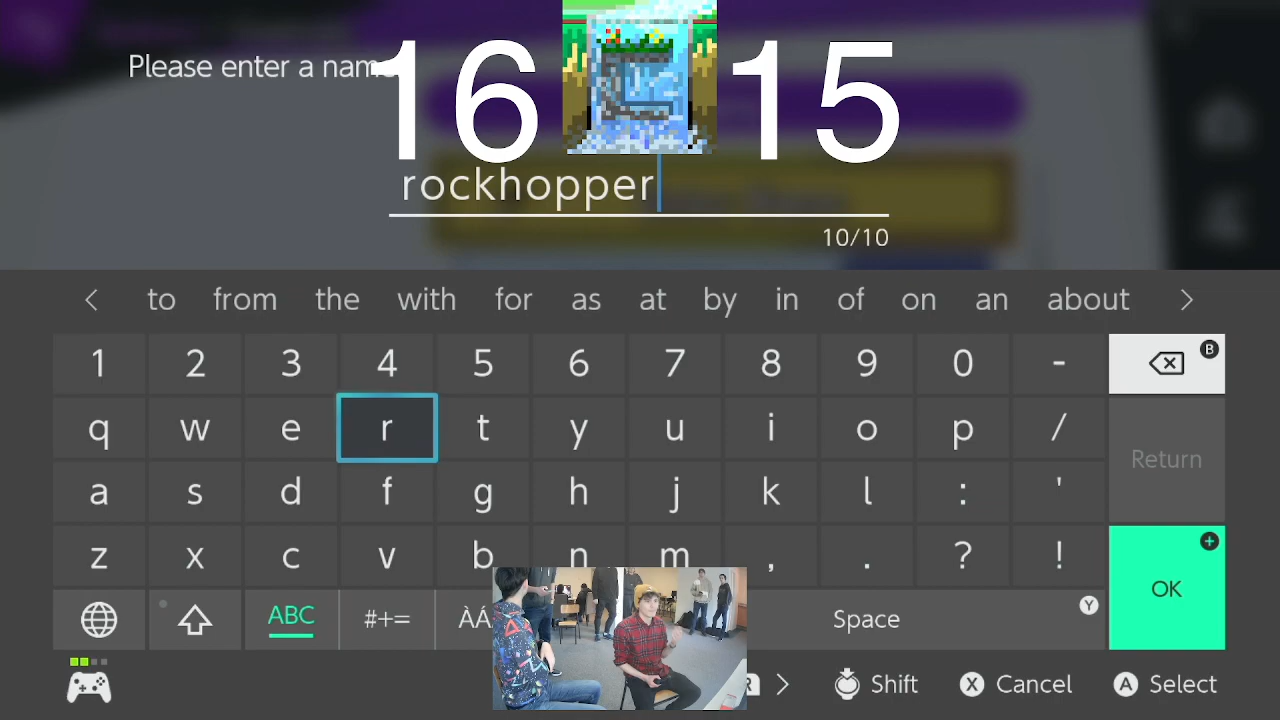 16 15
Please enter a name
rockhopper
10/10
< to from the with for as at by in of on an about >
1 2 3 4 5 6 7 8 9 0 - B
q w e r t y u i o p /
Return
a s d f g h j k l : '
z x c v b n m , . ? ! +
OK
ABC #+= ÀÁ Space Y
R > Shift X Cancel A Select